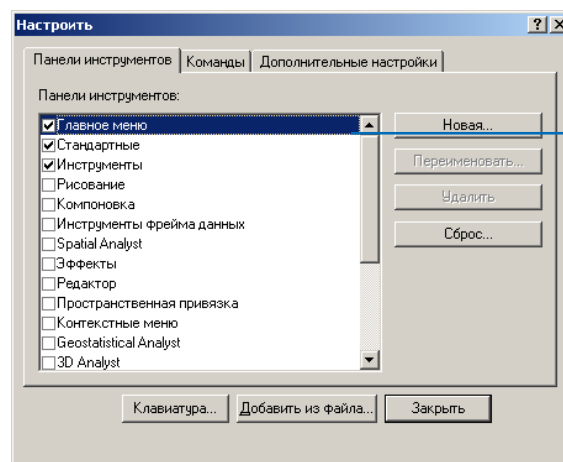 Настроить
Панели инструментов Команды Дополнительные настройки
Панели инструментов:
Главное меню
Стандартные
Инструменты
Рисование
Компоновка
Инструменты фрейма данных
Spatial Analyst
Эффекты
Редактор
Пространственная привязка
Контекстные меню
Geostatistical Analyst
3D Analyst
Новая...
Переименовать...
Удалить
Сброс...
Клавиатура... Добавить из файла... Закрыть